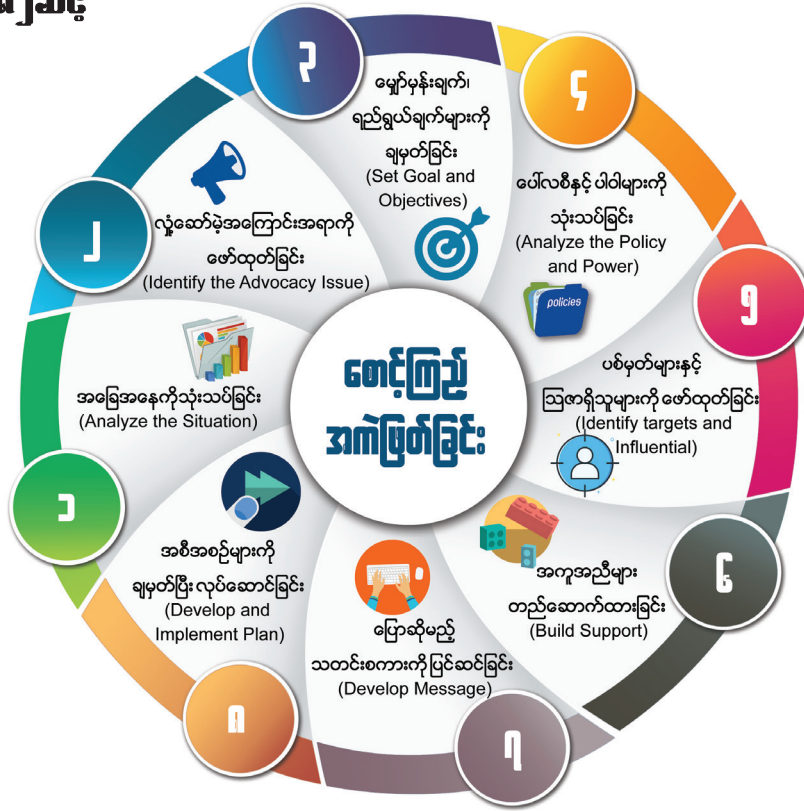 ၁
အခြေအနေကိုသုံးသပ်ခြင်း
(Analyze the Situation)
၂
လှုံ့ဆော်မဲ့အကြောင်းအရာကို
ဖော်ထုတ်ခြင်း
(Identify the Advocacy Issue)
၃
မျှော်မှန်းချက်၊
ရည်ရွယ်ချက်များကို
ချမှတ်ခြင်း
(Set Goal and
Objectives)
၄
ပေါ်လစီနှင့် ပါဝါများကို
သုံးသပ်ခြင်း
(Analyze the Policy
and Power)
policies
၅
ပစ်မှတ်များနှင့်
သြဇာရှိသူများကို ဖော်ထုတ်ခြင်း
(Identify targets and
Influential)
၆
အကူအညီများ
တည်ဆောက်ထားခြင်း
(Build Support)
၇
ပြောဆိုမည့်
သတင်းစကားကို ပြင်ဆင်ခြင်း
(Develop Message)
၈
အစီအစဉ်များကို
ချမှတ်ပြီး လုပ်ဆောင်ခြင်း
(Develop and
Implement Plan)
စောင့်ကြည့်
အကဲဖြတ်ခြင်း